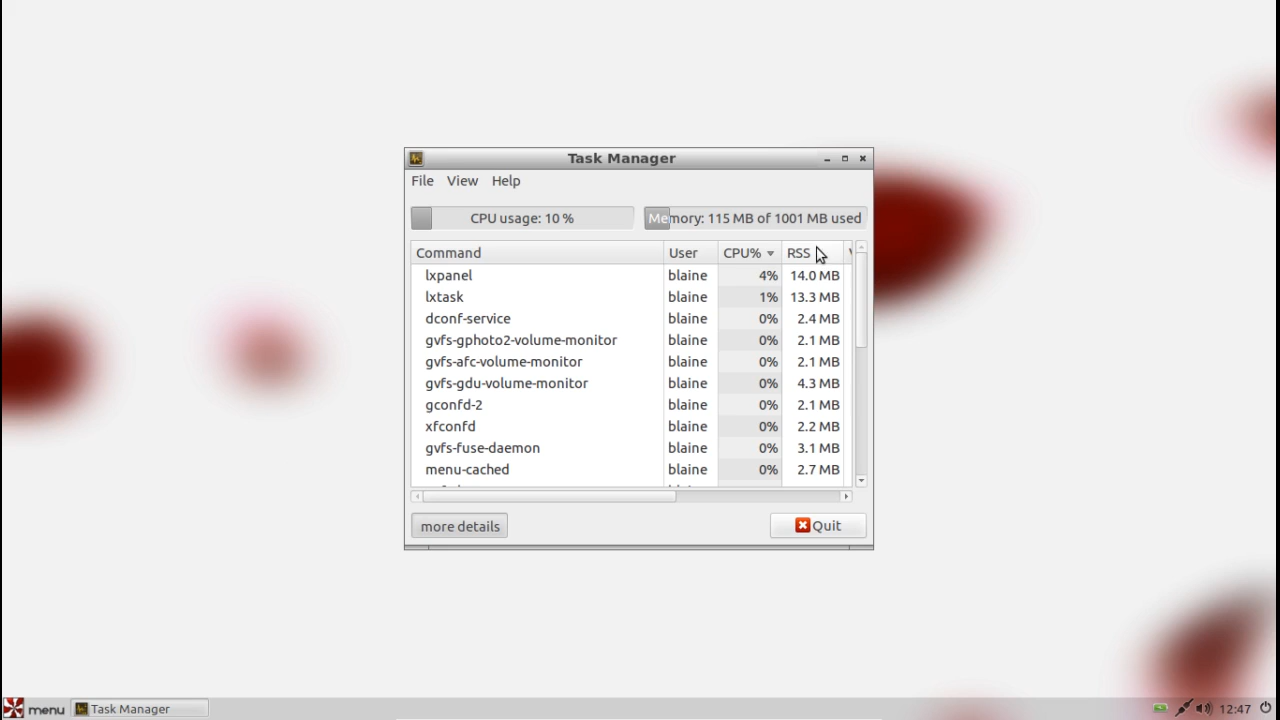 Task Manager
File View Help
CPU usage: 10 % Memory: 115 MB of 1001 MB used
Command User CPU% RSS
lxpanel blaine 4% 14.0 MB
lxtask blaine 1% 13.3 MB
dconf-service blaine 0% 2.4 MB
gvfs-gphoto2-volume-monitor blaine 0% 2.1 MB
gvfs-afc-volume-monitor blaine 0% 2.1 MB
gvfs-gdu-volume-monitor blaine 0% 4.3 MB
gconfd-2 blaine 0% 2.1 MB
xfconfd blaine 0% 2.2 MB
gvfs-fuse-daemon blaine 0% 3.1 MB
menu-cached blaine 0% 2.7 MB
more details Quit
menu Task Manager 12:47